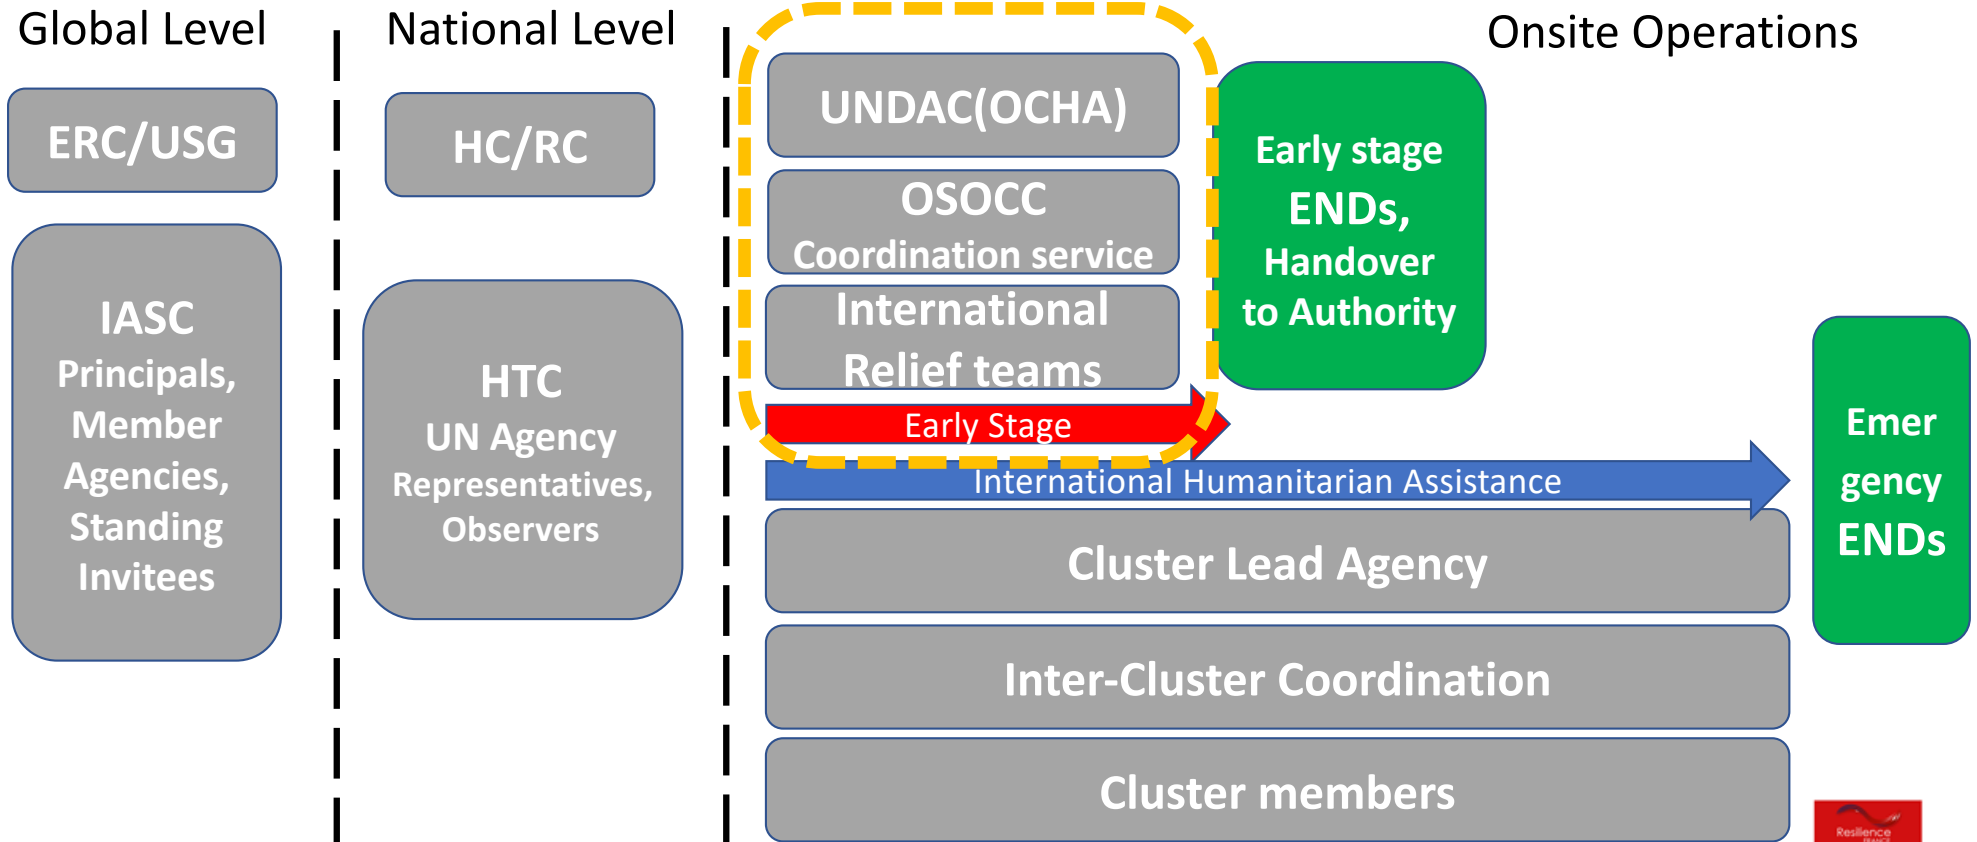 Global Level
National Level
Onsite Operations
ERC/USG
IASC
Principals,
Member
Agencies,
Standing
Invitees
HC/RC
HTC
UN Agency
Representatives,
Observers
UNDAC(OCHA)
OSOCC
Coordination service
International
Relief teams
Early Stage
Early stage
ENDs,
Handover
to Authority
International Humanitarian Assistance
Cluster Lead Agency
Inter-Cluster Coordination
Cluster members
Emer
gency
ENDs
Resilience
FRANCE